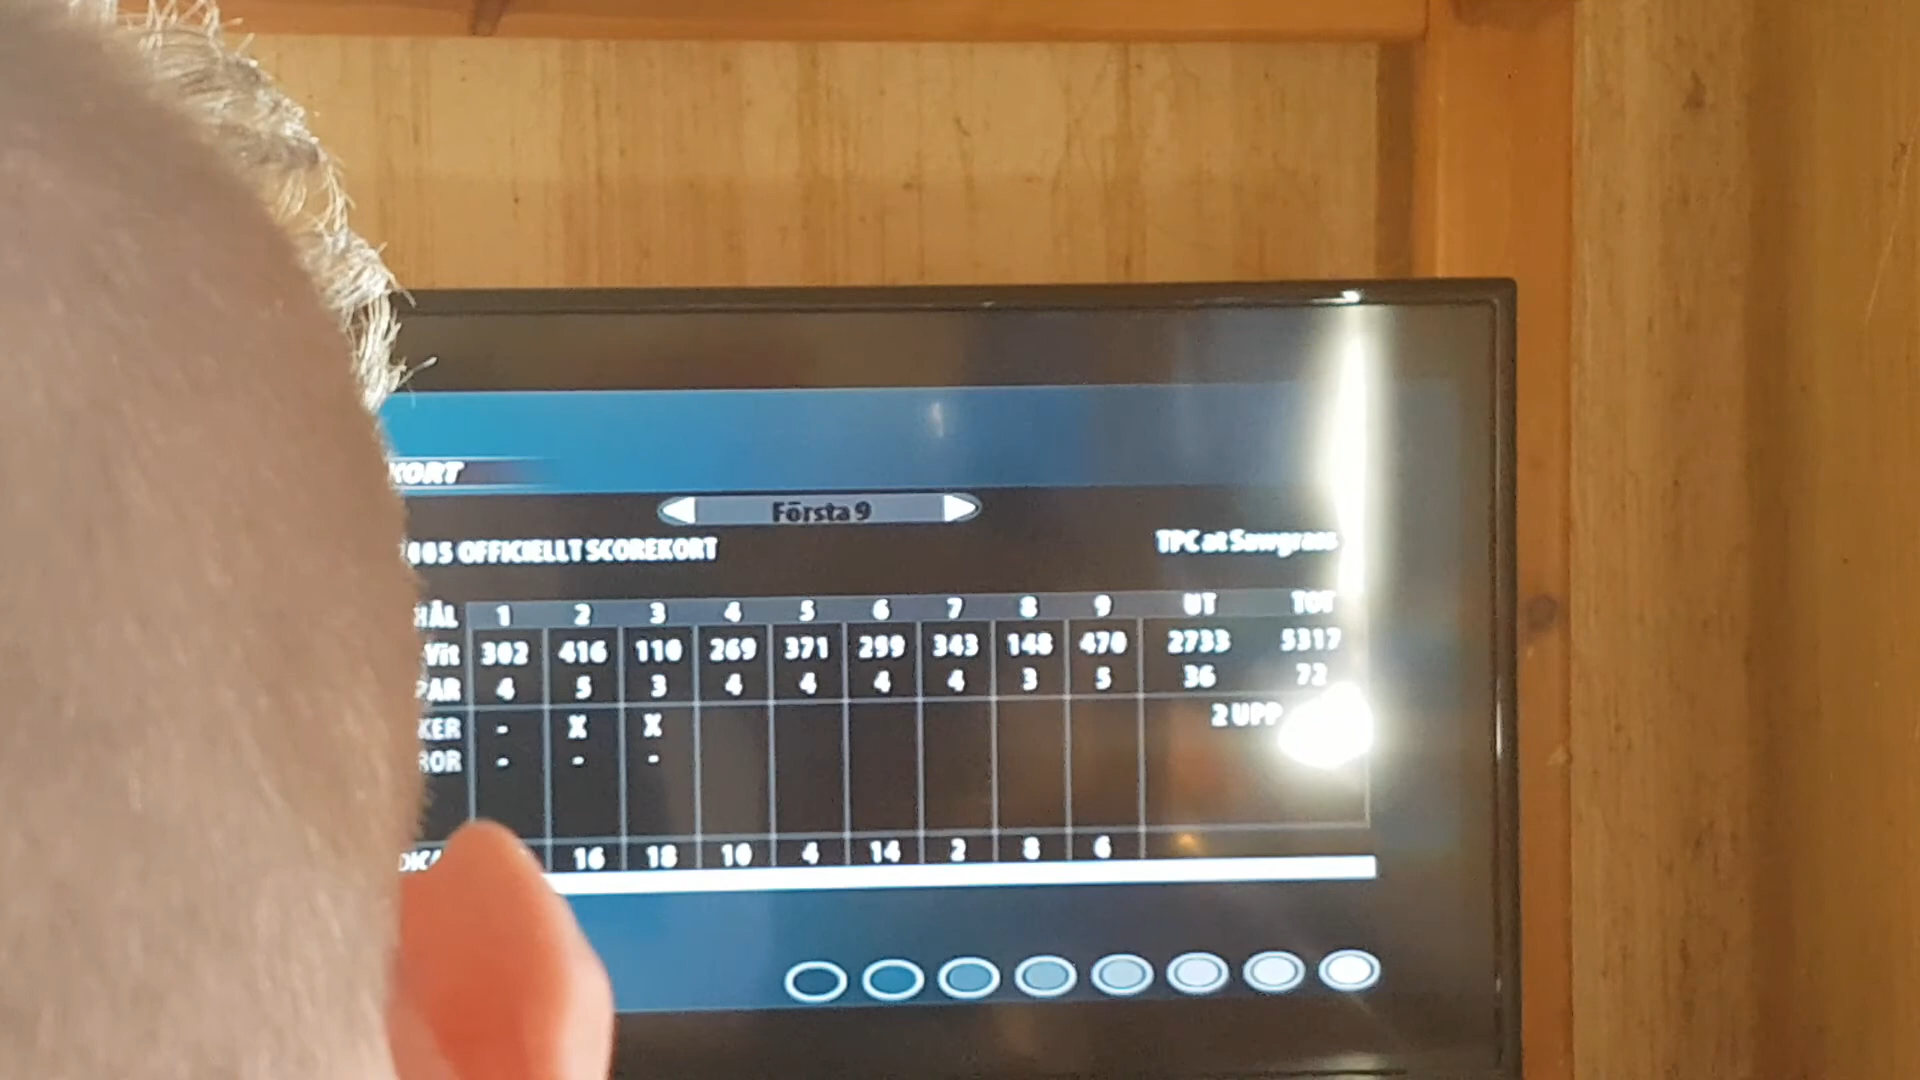 KORT
Första 9
OFFICIELLT SCOREKORT TPC at Sawgrass
HÅL 1 2 3 4 5 6 7 8 9 UT TOT
Vit 302 416 110 269 371 299 343 148 470 2733 5317
PAR 4 5 3 4 4 4 4 3 5 36 72
KER - X X 2 UPP
ROR - - -
16 18 10 4 14 2 8 6